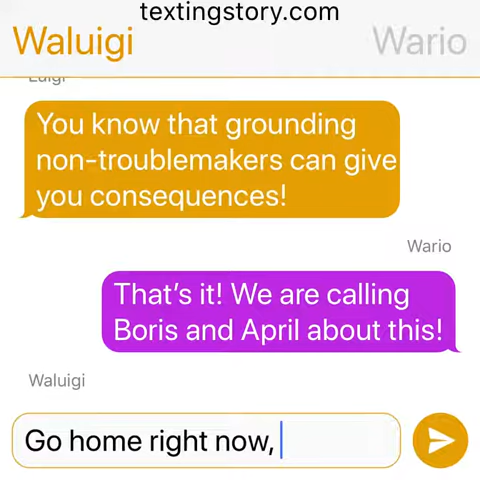 textingstory.com
Waluigi
Wario
Luigi
You know that grounding
non-troublemakers can give
you consequences!
Wario
That’s it! We are calling
Boris and April about this!
Waluigi
Go home right now,